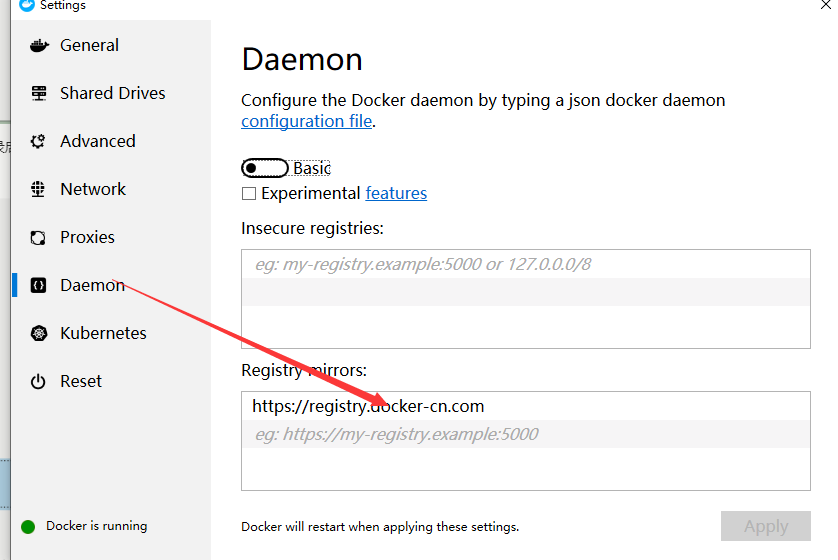 Settings
General
Shared Drives
Advanced
Network
Proxies
Daemon
Kubernetes
Reset
Docker is running
Daemon
Configure the Docker daemon by typing a json docker daemon
configuration file.
Basic
Experimental features
Insecure registries:
eg: my-registry.example:5000 or 127.0.0.0/8
Registry mirrors:
https://registry.docker-cn.com
eg: https://my-registry.example:5000
Docker will restart when applying these settings.
Apply